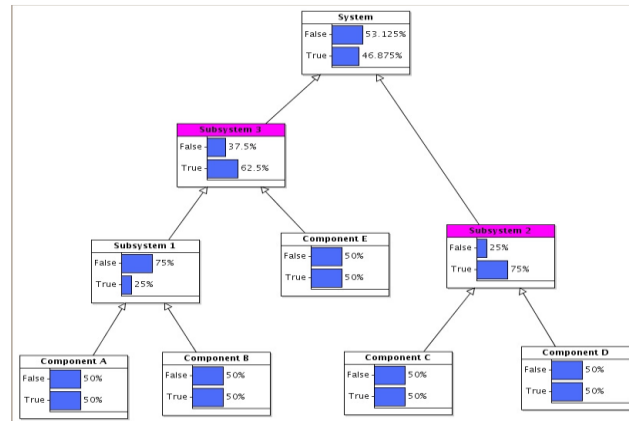 System
False 53.125%
True 46.875%
Subsystem 3
False 37.5%
True 62.5%
Subsystem 2
False 25%
True 75%
Subsystem 1
False 75%
True 25%
Component E
False 50%
True 50%
Component A
False 50%
True 50%
Component B
False 50%
True 50%
Component C
False 50%
True 50%
Component D
False 50%
True 50%